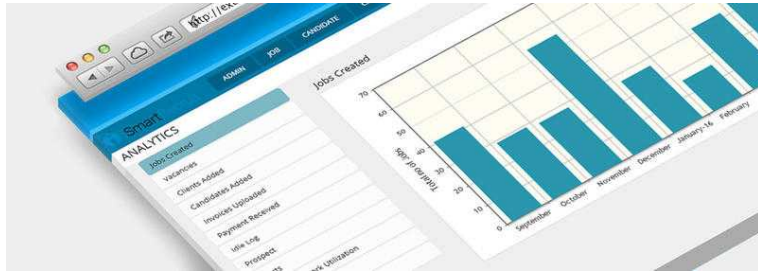 http://ext
ADMIN
JOB
CANDIDATE
Smart
ANALYTICS
Jobs Created
Vacancies
Clients Added
Candidates Added
Invoices Uploaded
Payment Received
Idle Log
Prospect
Utilization
Jobs Created
Total no of Jobs
70
60
50
40
30
20
10
0
September
October
November
December
January-16
February